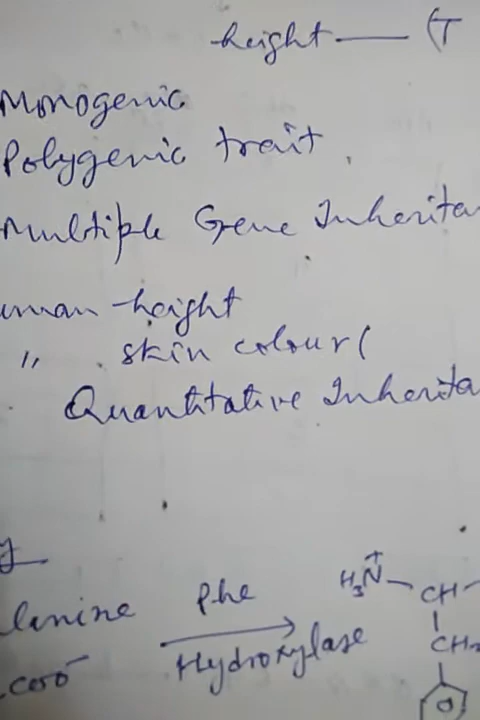 height —— (T
Monogenic
Polygenic trait.
Multiple Gene Inherita
uman height
" skin colour (
Quantitative Inherita
y
lanine Phe H₃N⁺—CH—
COO⁻ Hydroxylase CH₂